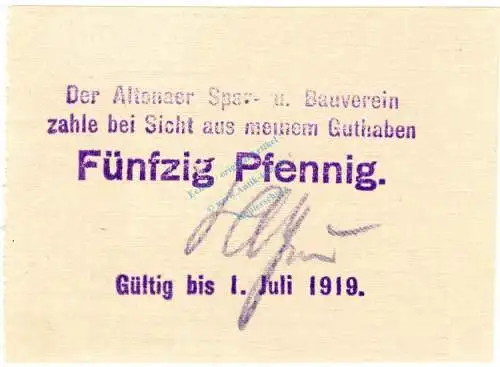 Der Altonaer Spar- u. Bauverein
zahle bei Sicht aus meinem Guthaben
Fünfzig Pfennig.
Gültig bis 1. Juli 1919.